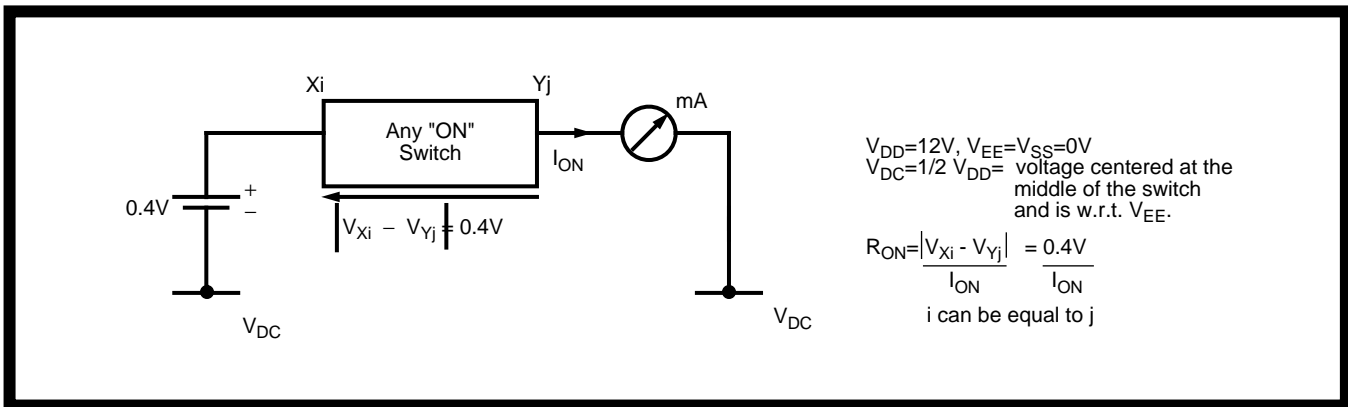 Xi
Yj
mA
Any "ON"
Switch
I_ON
0.4V
+
−
|V_Xi − V_Yj| = 0.4V
V_DC
V_DC
V_DD=12V, V_EE=V_SS=0V
V_DC=1/2 V_DD= voltage centered at the
middle of the switch
and is w.r.t. V_EE.
R_ON=|V_Xi - V_Yj| = 0.4V
I_ON I_ON
i can be equal to j